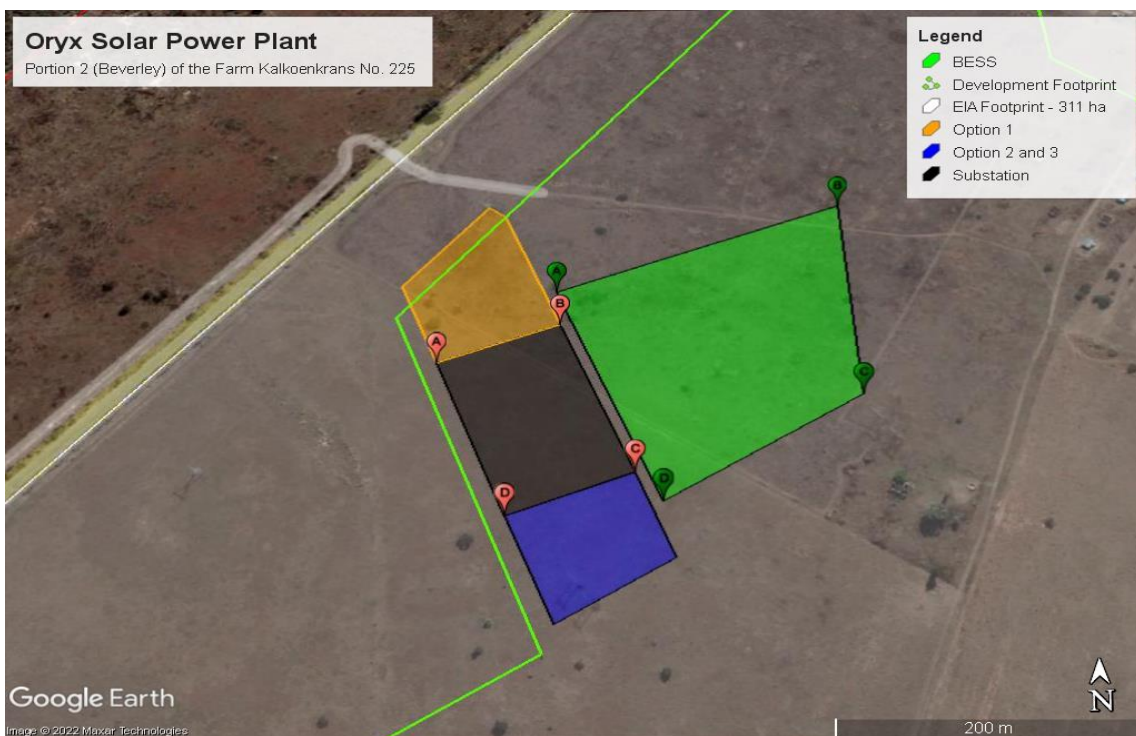 Oryx Solar Power Plant
Portion 2 (Beverley) of the Farm Kalkoenkrans No. 225
Legend
BESS
Development Footprint
EIA Footprint - 311 ha
Option 1
Option 2 and 3
Substation
B
A
B
A
C
C
D
D
Google Earth
Image © 2022 Maxar Technologies
N
200 m